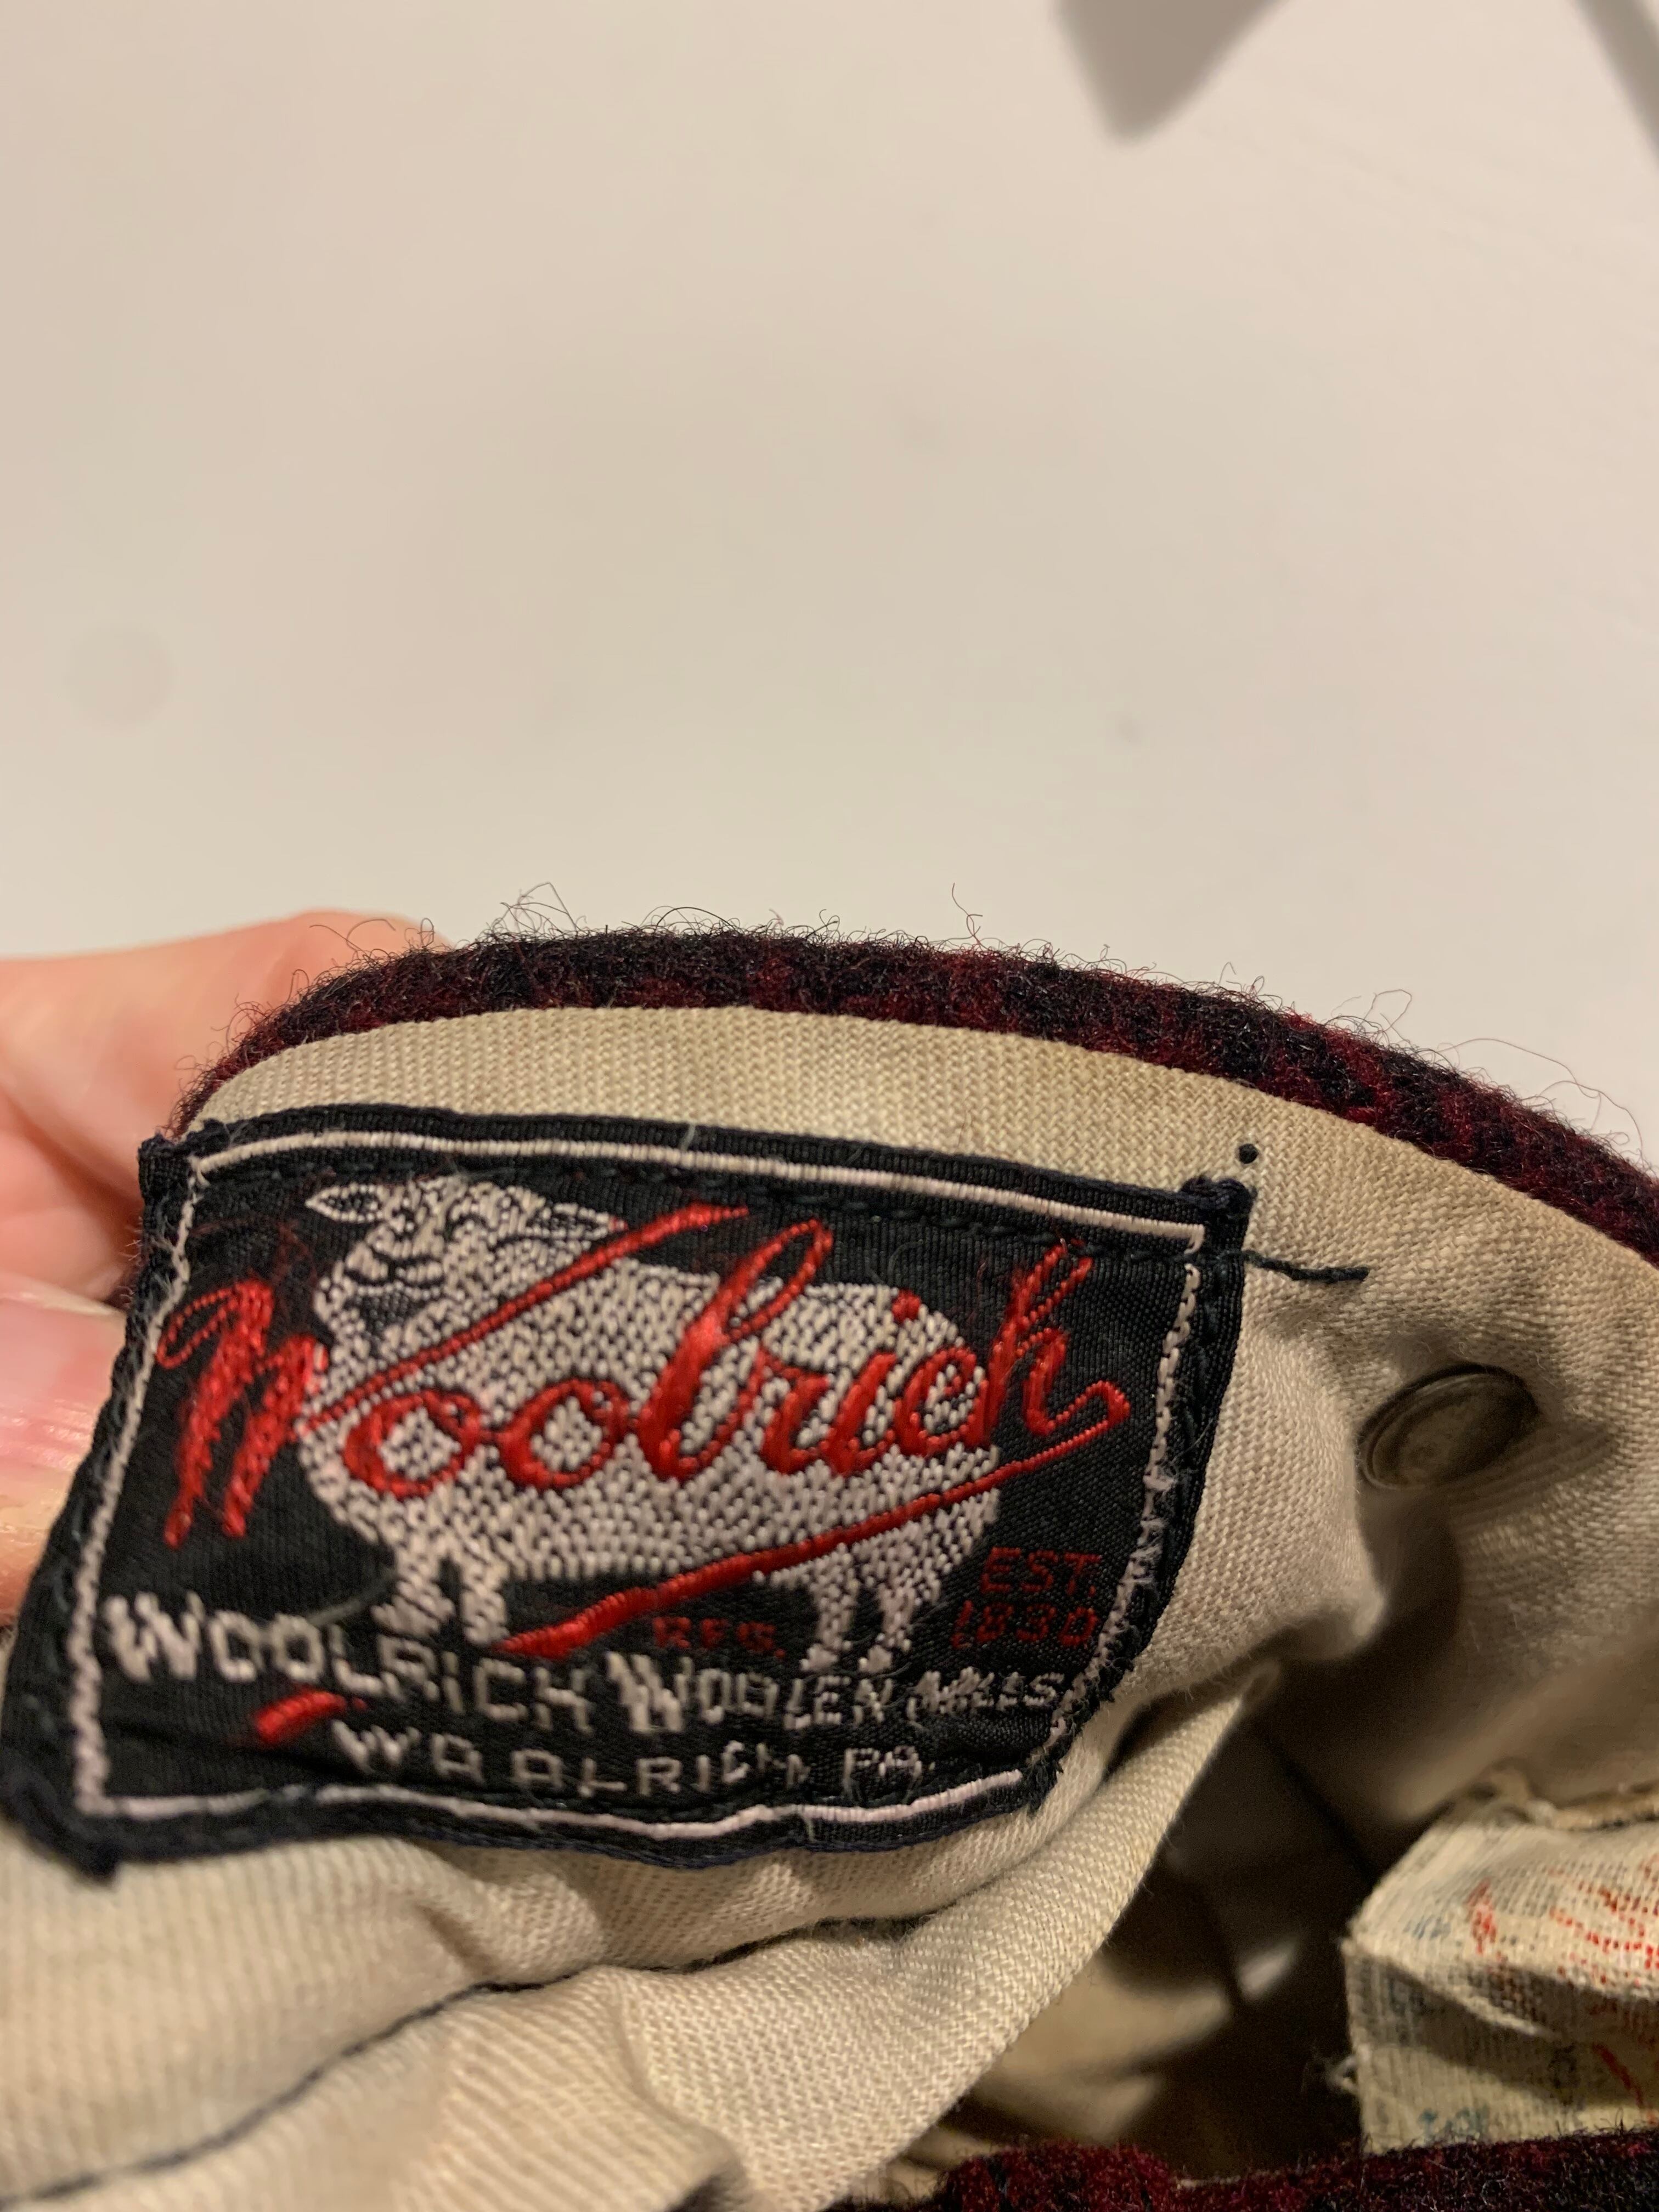 Woolrich
EST.
1830
REG.
WOOLRICH WOOLEN MILLS
WOOLRICH, PA.